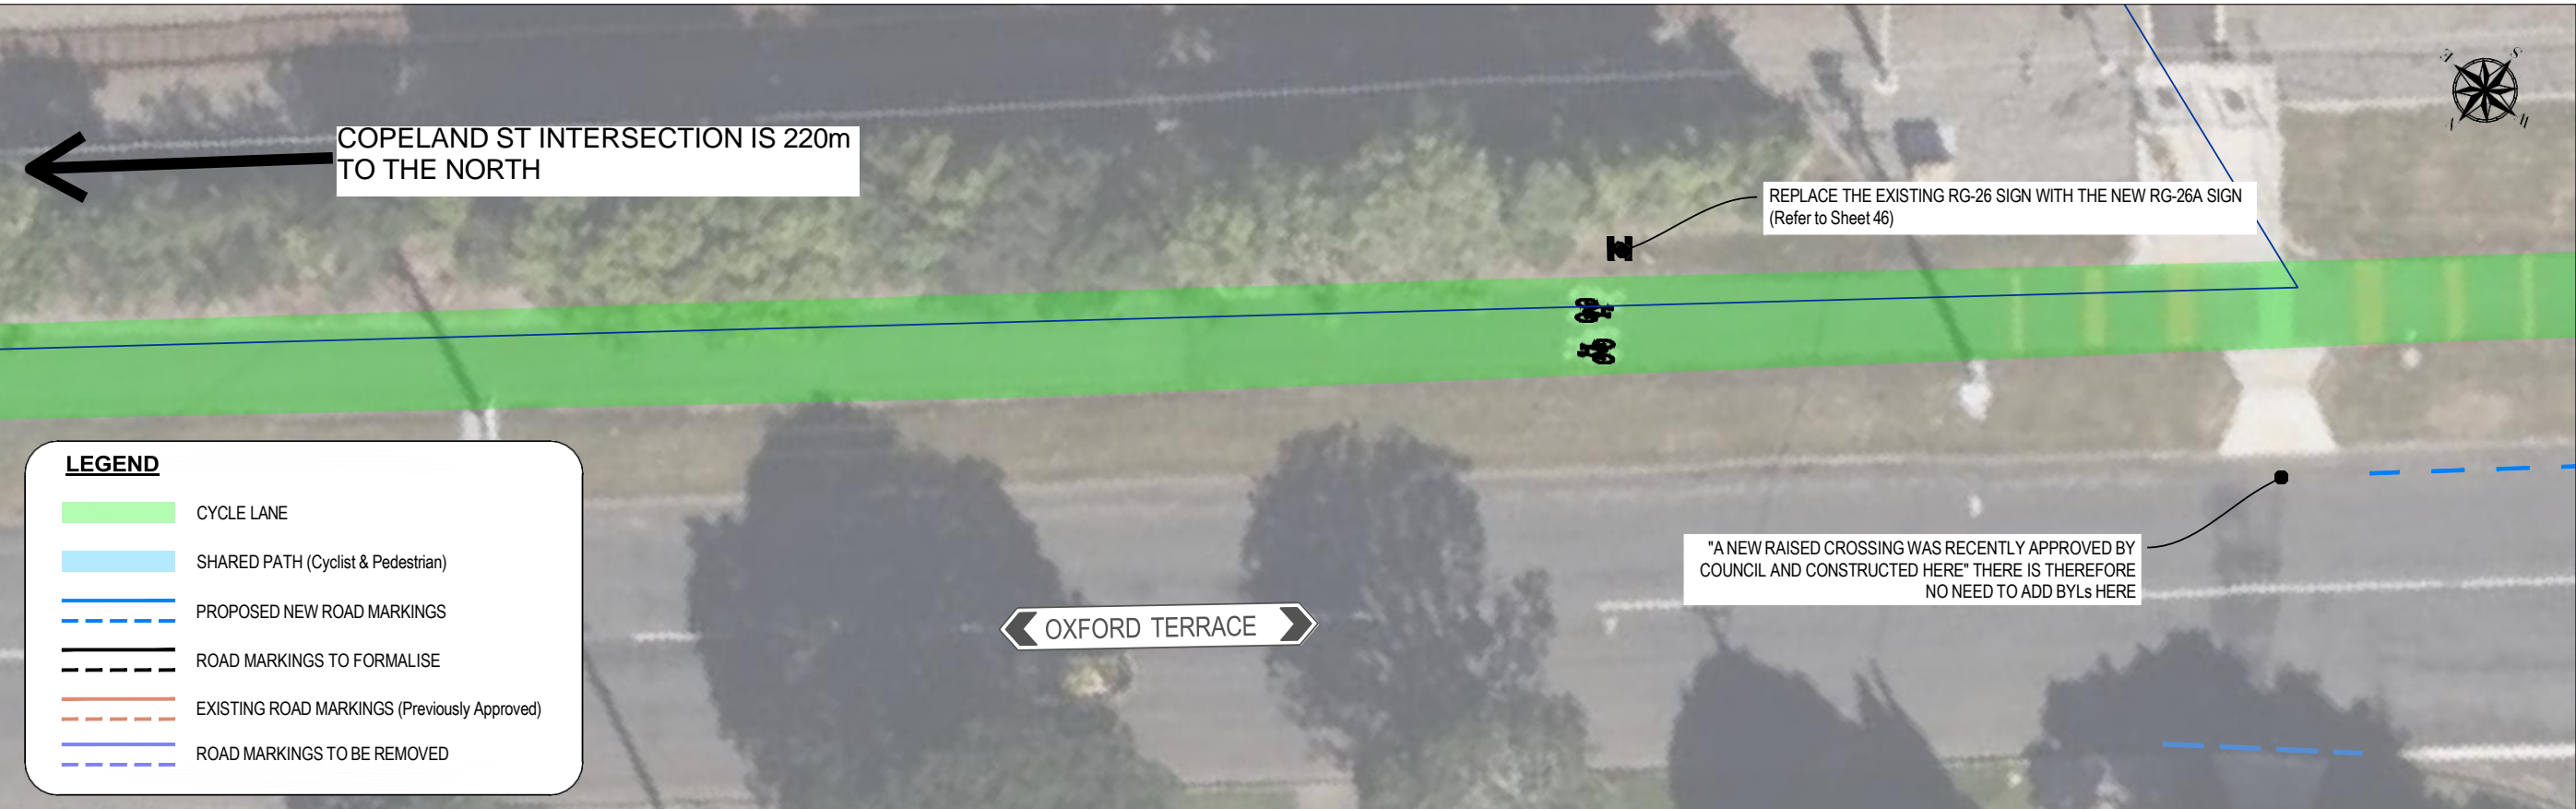 COPELAND ST INTERSECTION IS 220m
TO THE NORTH
REPLACE THE EXISTING RG-26 SIGN WITH THE NEW RG-26A SIGN
(Refer to Sheet 46)
"A NEW RAISED CROSSING WAS RECENTLY APPROVED BY
COUNCIL AND CONSTRUCTED HERE" THERE IS THEREFORE
NO NEED TO ADD BYLs HERE
OXFORD TERRACE
LEGEND
CYCLE LANE
SHARED PATH (Cyclist & Pedestrian)
PROPOSED NEW ROAD MARKINGS
ROAD MARKINGS TO FORMALISE
EXISTING ROAD MARKINGS (Previously Approved)
ROAD MARKINGS TO BE REMOVED